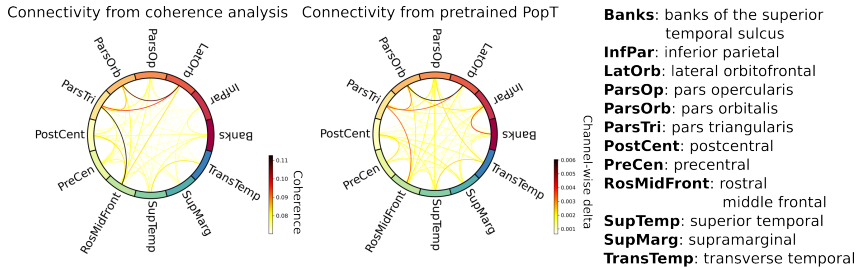 Connectivity from coherence analysis
ParsOp
LatOrb
InfPar
Banks
TransTemp
SupMarg
SupTemp
RosMidFront
PreCen
PostCent
ParsTri
ParsOrb
0.11
0.10
0.09
0.08
Coherence
Connectivity from pretrained PopT
ParsOp
LatOrb
InfPar
Banks
TransTemp
SupMarg
SupTemp
RosMidFront
PreCen
PostCent
ParsTri
ParsOrb
0.006
0.005
0.004
0.003
0.002
0.001
Channel-wise delta
Banks: banks of the superior
temporal sulcus
InfPar: inferior parietal
LatOrb: lateral orbitofrontal
ParsOp: pars opercularis
ParsOrb: pars orbitalis
ParsTri: pars triangularis
PostCent: postcentral
PreCen: precentral
RosMidFront: rostral
middle frontal
SupTemp: superior temporal
SupMarg: supramarginal
TransTemp: transverse temporal